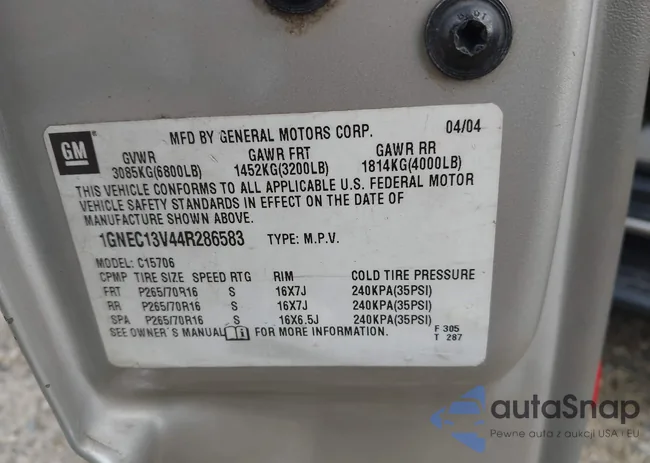 GM
MFD BY GENERAL MOTORS CORP. 04/04
GVWR GAWR FRT GAWR RR
3085KG(6800LB) 1452KG(3200LB) 1814KG(4000LB)
THIS VEHICLE CONFORMS TO ALL APPLICABLE U.S. FEDERAL MOTOR
VEHICLE SAFETY STANDARDS IN EFFECT ON THE DATE OF
MANUFACTURE SHOWN ABOVE.
1GNEC13V44R286583 TYPE: M.P.V.
MODEL: C15706
CPMP TIRE SIZE SPEED RTG RIM COLD TIRE PRESSURE
FRT P265/70R16 S 16X7J 240KPA(35PSI)
RR P265/70R16 S 16X7J 240KPA(35PSI)
SPA P265/70R16 S 16X6.5J 240KPA(35PSI)
SEE OWNER'S MANUAL FOR MORE INFORMATION.
F 305
T 287
autaSnap
Pewne auta z aukcji USA i EU